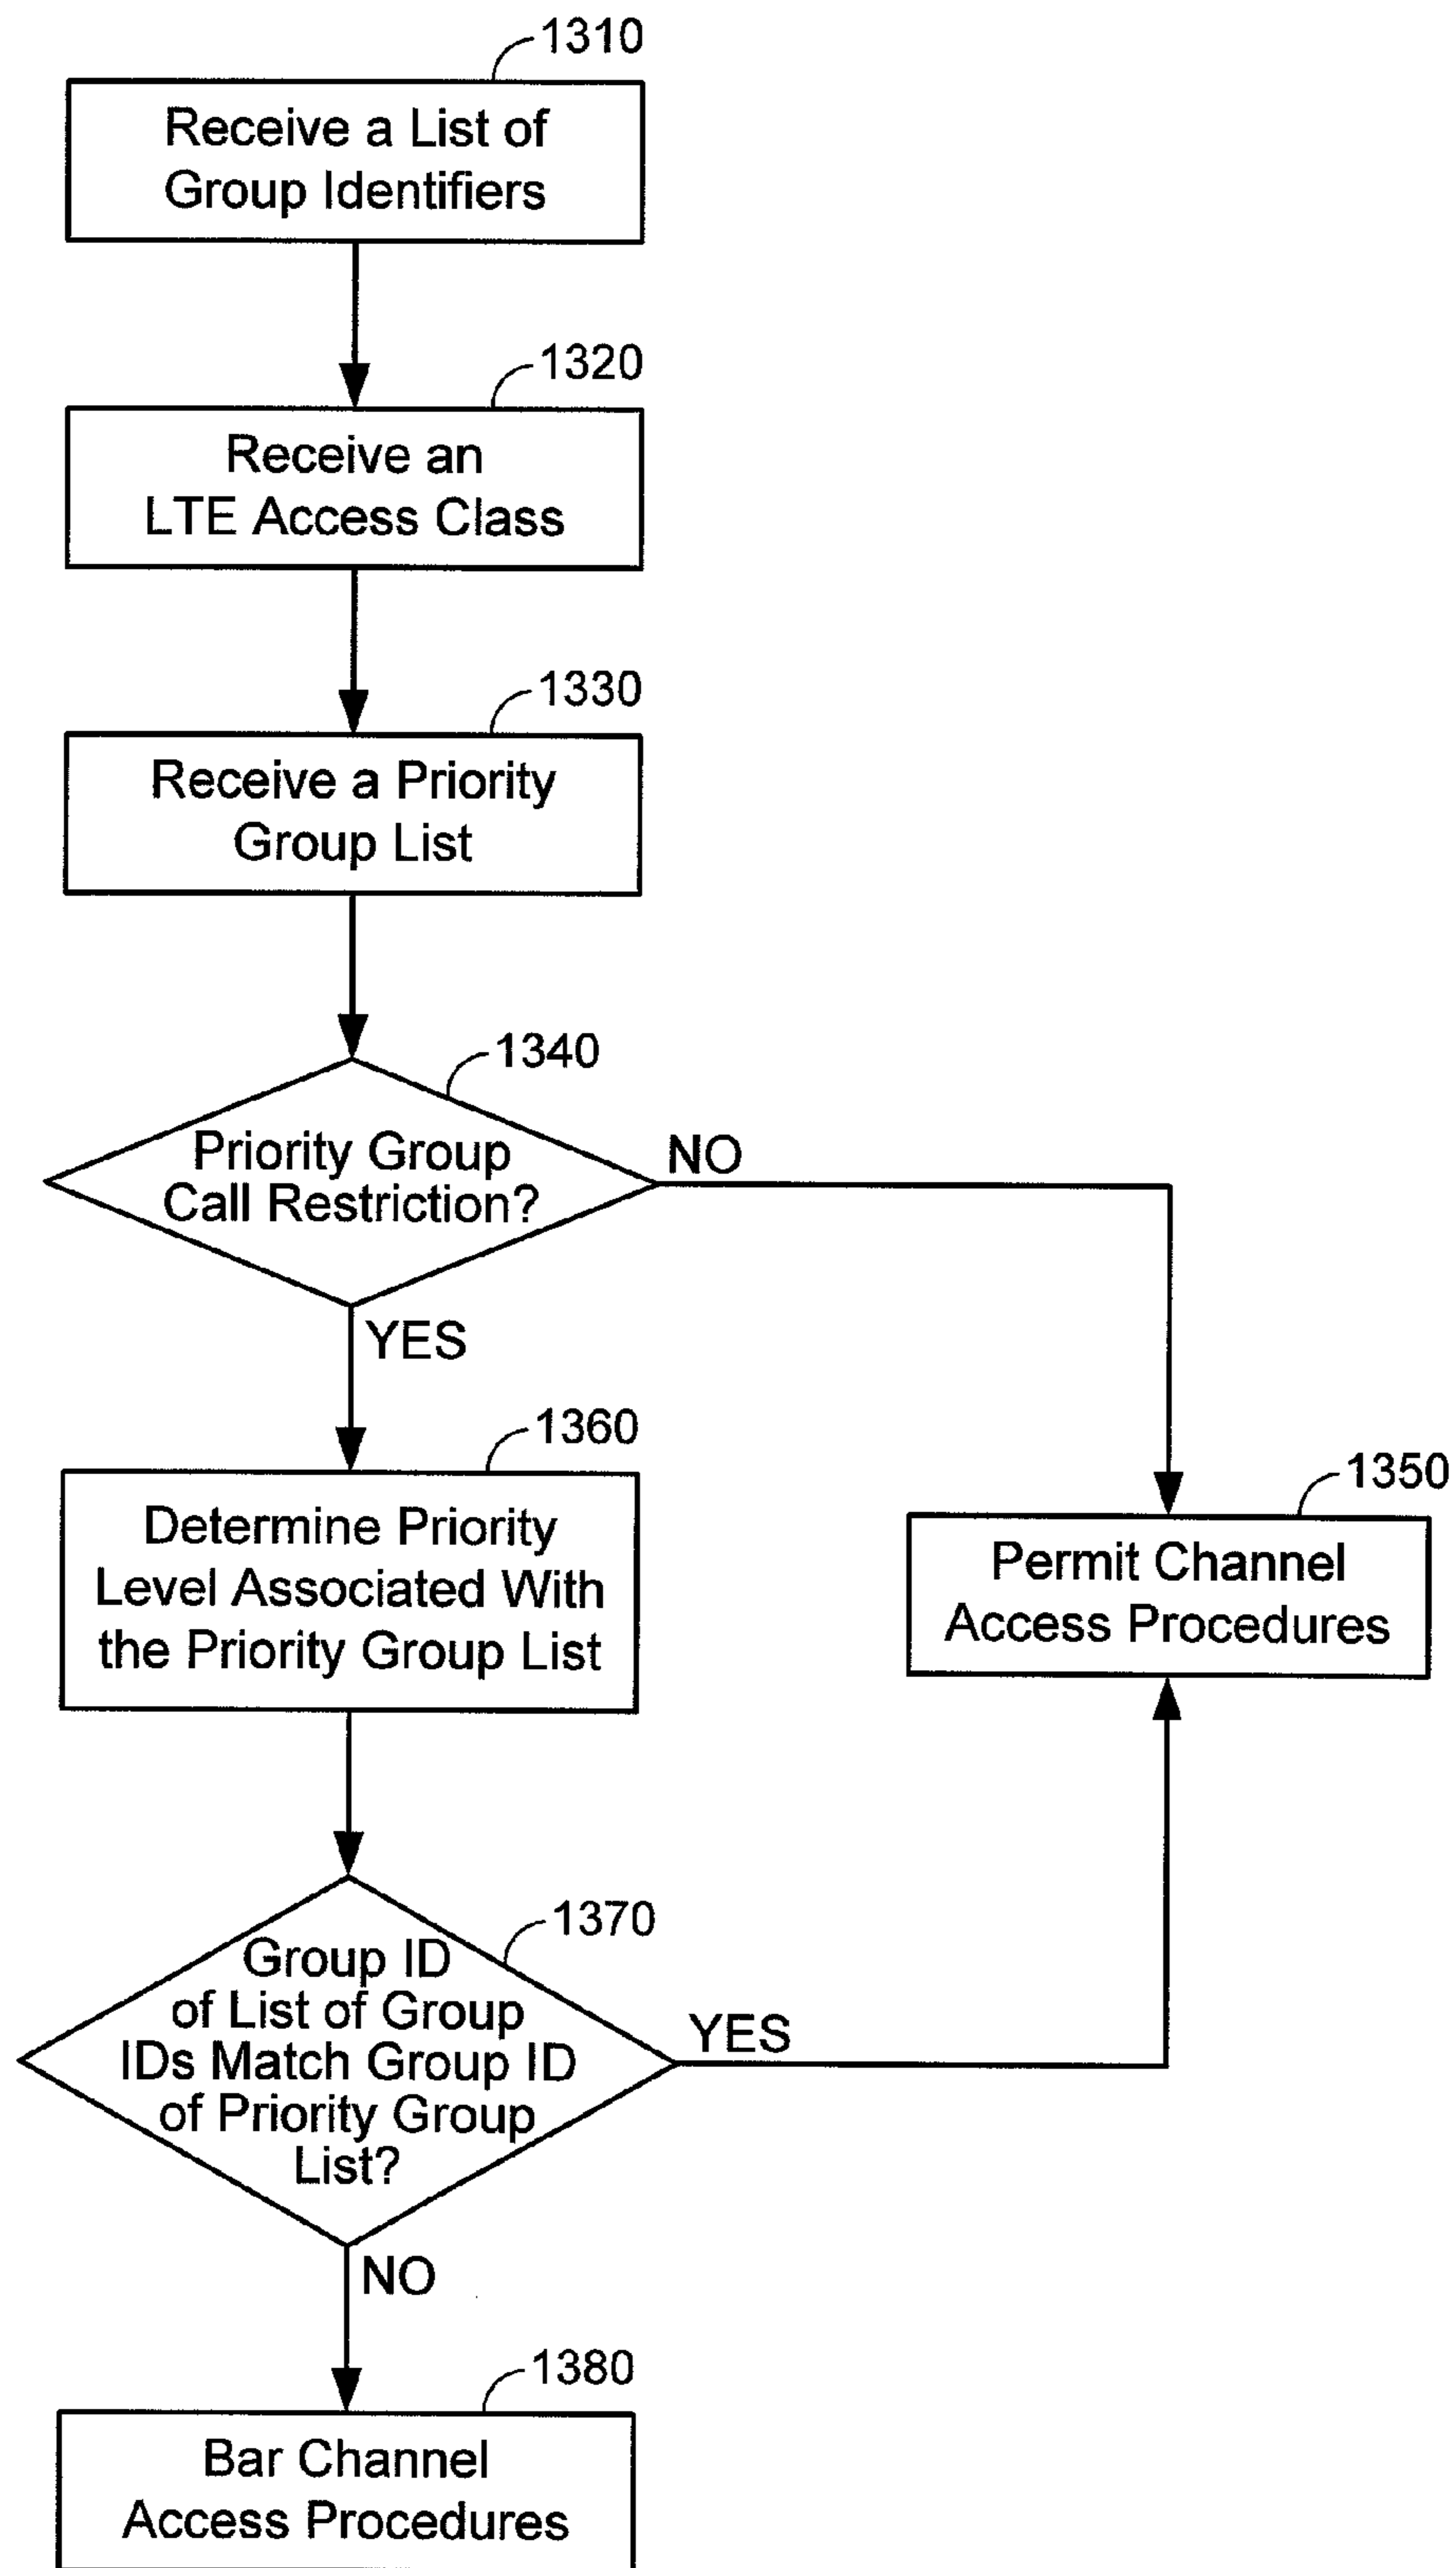 1310
Receive a List of
Group Identifiers
1320
Receive an
LTE Access Class
1330
Receive a Priority
Group List
1340
Priority Group
Call Restriction?
NO
YES
1360
Determine Priority
Level Associated With
the Priority Group List
1350
Permit Channel
Access Procedures
1370
Group ID
of List of Group
IDs Match Group ID
of Priority Group
List?
YES
NO
1380
Bar Channel
Access Procedures